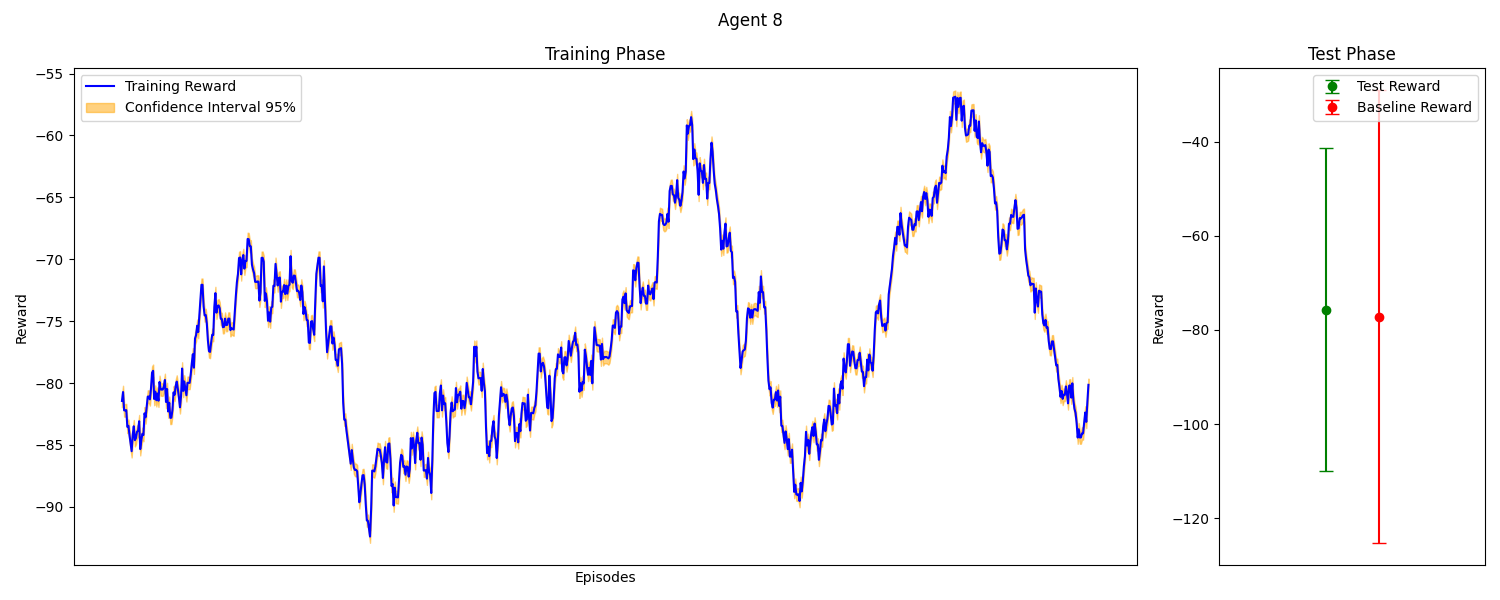 Agent 8
Training Phase
Training Reward
Confidence Interval 95%
−55
−60
−65
−70
−75
−80
−85
−90
Reward
Episodes
Test Phase
Test Reward
Baseline Reward
−40
−60
−80
−100
−120
Reward